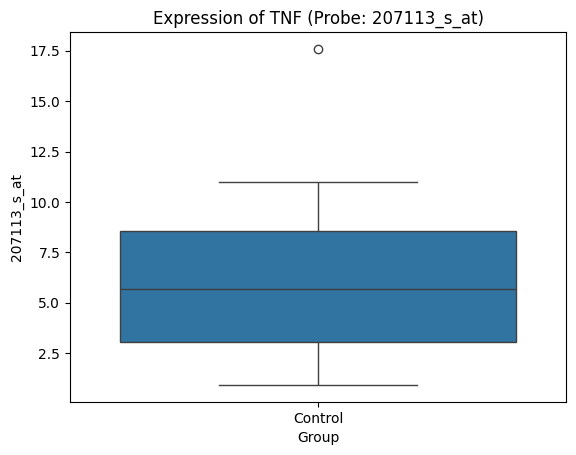 Expression of TNF (Probe: 207113_s_at)
17.5
15.0
12.5
10.0
7.5
5.0
2.5
207113_s_at
Control
Group